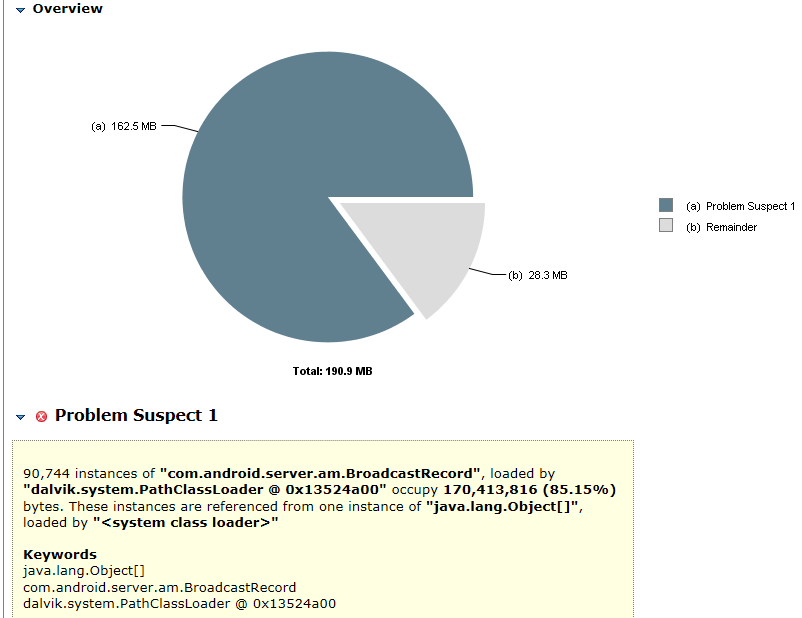 Overview
(a) 162.5 MB
(a) Problem Suspect 1
(b) Remainder
(b) 28.3 MB
Total: 190.9 MB
Problem Suspect 1
90,744 instances of "com.android.server.am.BroadcastRecord", loaded by
"dalvik.system.PathClassLoader @ 0x13524a00" occupy 170,413,816 (85.15%)
bytes. These instances are referenced from one instance of "java.lang.Object[]",
loaded by "<system class loader>"
Keywords
java.lang.Object[]
com.android.server.am.BroadcastRecord
dalvik.system.PathClassLoader @ 0x13524a00